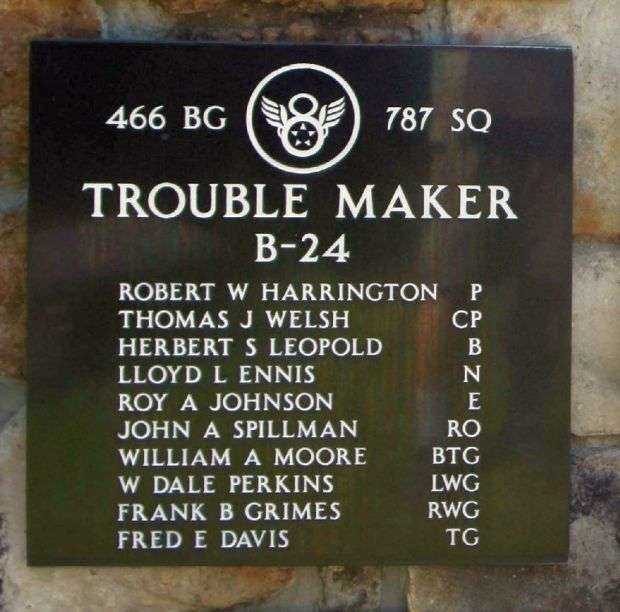 466 BG 787 SQ
TROUBLE MAKER
B-24
ROBERT W HARRINGTON P
THOMAS J WELSH CP
HERBERT S LEOPOLD B
LLOYD L ENNIS N
ROY A JOHNSON E
JOHN A SPILLMAN RO
WILLIAM A MOORE BTG
W DALE PERKINS LWG
FRANK B GRIMES RWG
FRED E DAVIS TG